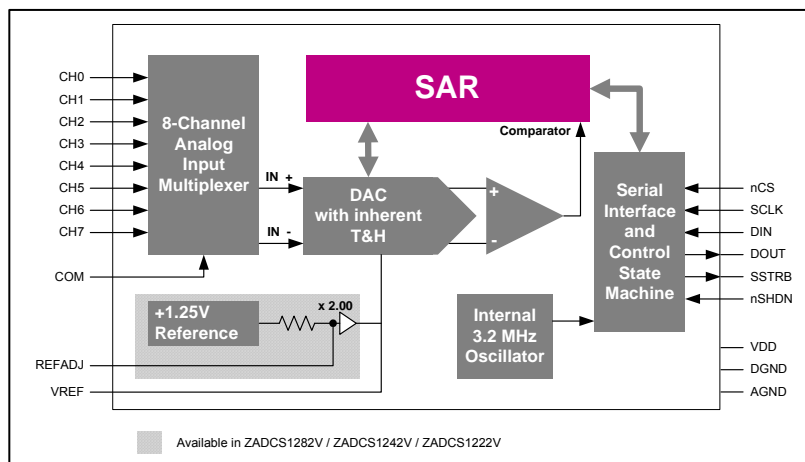 SAR
CH0
CH1
CH2
CH3
CH4
CH5
CH6
CH7
COM
8-Channel
Analog
Input
Multiplexer
IN +
IN -
DAC
with inherent
T&H
+
-
Comparator
Serial
Interface
and
Control
State
Machine
nCS
SCLK
DIN
DOUT
SSTRB
nSHDN
VDD
DGND
AGND
+1.25V
Reference
x 2.00
Internal
3.2 MHz
Oscillator
REFADJ
VREF
Available in ZADCS1282V / ZADCS1242V / ZADCS1222V